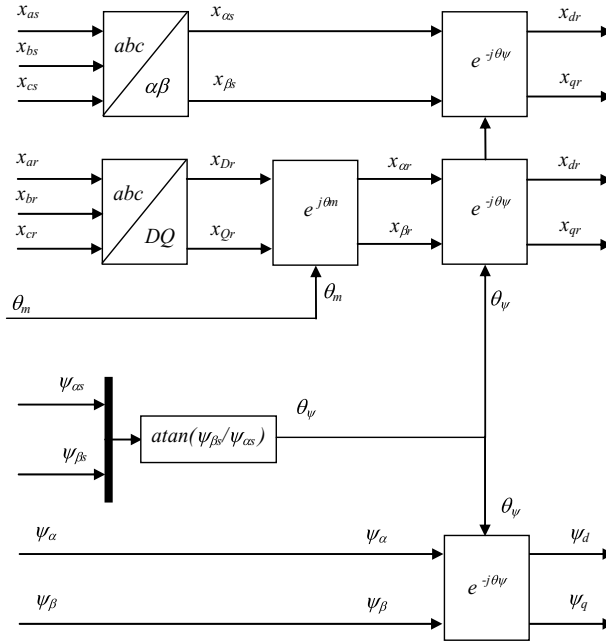 x_as x_αs x_dr
x_bs abc e^-jθψ
x_cs αβ x_βs x_qr
x_ar x_Dr x_αr x_dr
x_br abc e^jθm e^-jθψ
x_cr DQ x_Qr x_βr x_qr
θ_m θ_m θ_ψ
ψ_αs
θ_ψ
atan(ψ_βs/ψ_αs)
ψ_βs
θ_ψ
ψ_α ψ_α ψ_d
e^-jθψ
ψ_β ψ_β ψ_q